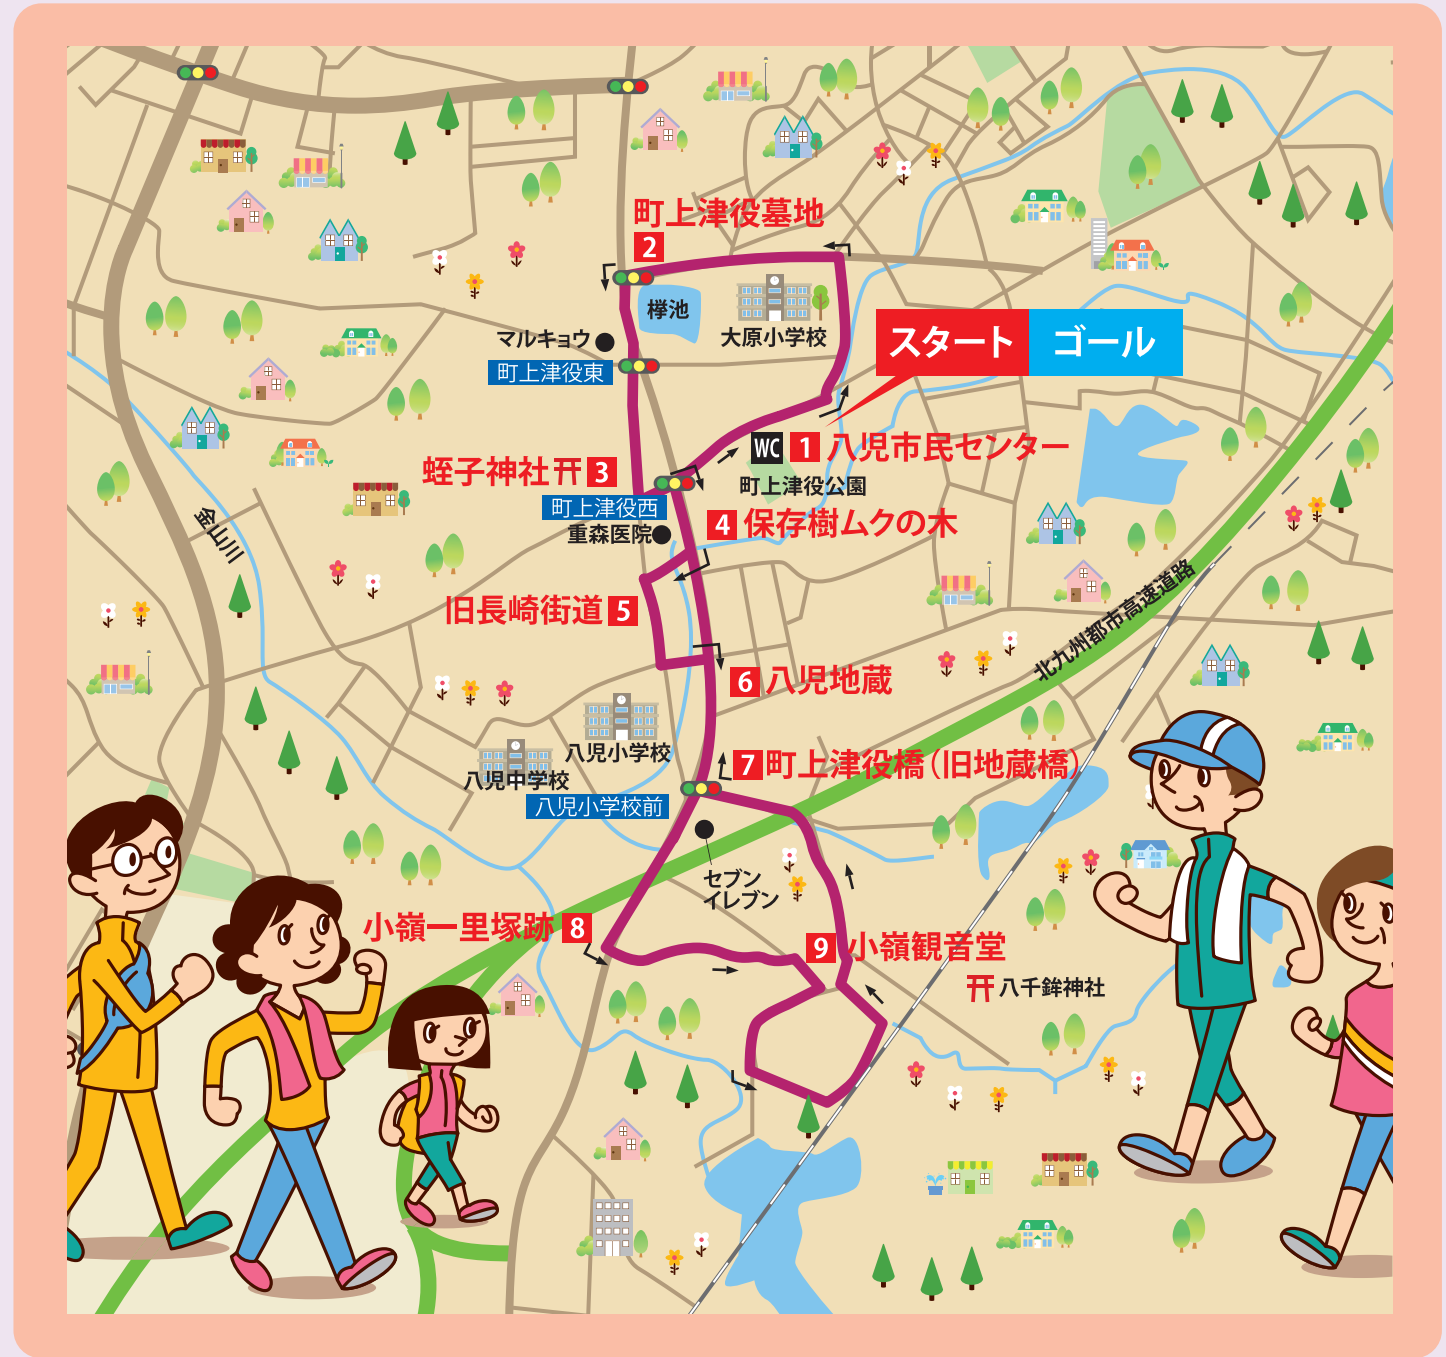 町上津役墓地
2
椦池
大原小学校
マルキョウ
町上津役東
スタート
ゴール
WC
1 八児市民センター
町上津役公園
蛭子神社
3
町上津役西
重森医院
4 保存樹ムクの木
金山川
旧長崎街道 5
北九州都市高速道路
6 八児地蔵
八児小学校
八児中学校
7 町上津役橋(旧地蔵橋)
八児小学校前
セブン
イレブン
小嶺一里塚跡 8
9 小嶺観音堂
八千鉾神社